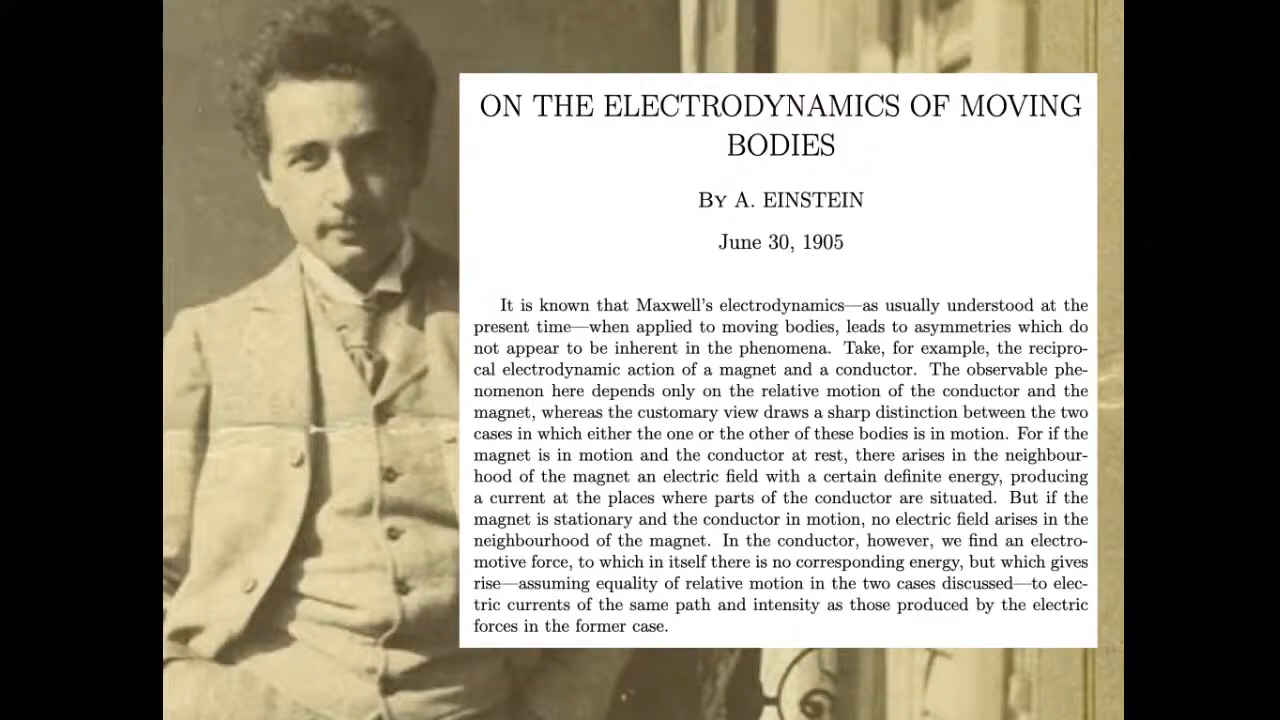 ON THE ELECTRODYNAMICS OF MOVING
BODIES
By A. EINSTEIN
June 30, 1905
It is known that Maxwell's electrodynamics—as usually understood at the
present time—when applied to moving bodies, leads to asymmetries which do
not appear to be inherent in the phenomena. Take, for example, the recipro-
cal electrodynamic action of a magnet and a conductor. The observable phe-
nomenon here depends only on the relative motion of the conductor and the
magnet, whereas the customary view draws a sharp distinction between the two
cases in which either the one or the other of these bodies is in motion. For if the
magnet is in motion and the conductor at rest, there arises in the neighbour-
hood of the magnet an electric field with a certain definite energy, producing
a current at the places where parts of the conductor are situated. But if the
magnet is stationary and the conductor in motion, no electric field arises in the
neighbourhood of the magnet. In the conductor, however, we find an electro-
motive force, to which in itself there is no corresponding energy, but which gives
rise—assuming equality of relative motion in the two cases discussed—to elec-
tric currents of the same path and intensity as those produced by the electric
forces in the former case.